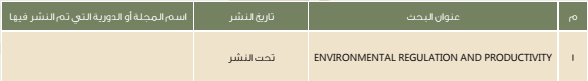 م عنوان البحث تاريخ النشر اسم المجلة أو الدورية التي تم النشر فيها
١ ENVIRONMENTAL REGULATION AND PRODUCTIVITY تحت النشر